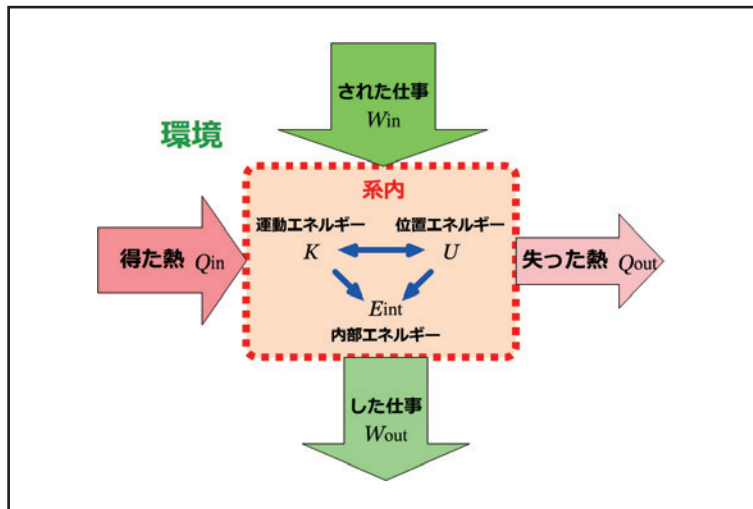 された仕事
Win
環境
系内
運動エネルギー 位置エネルギー
得た熱 Qin
K U
失った熱 Qout
Eint
内部エネルギー
した仕事
Wout